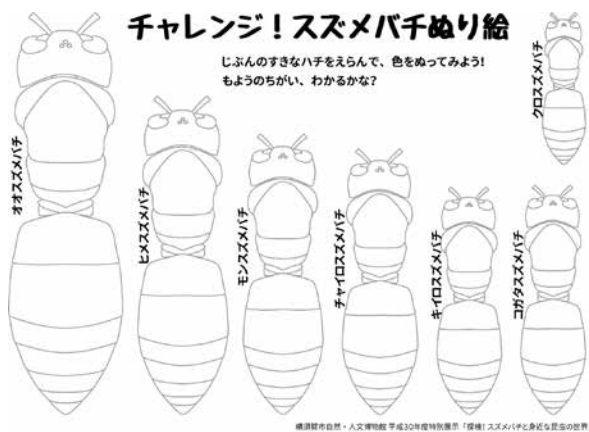 チャレンジ！スズメバチぬり絵
じぶんのすきなハチをえらんで、色をぬってみよう!
もようのちがい、わかるかな？
クロスズメバチ
オオスズメバチ
ヒメスズメバチ
モンスズメバチ
チャイロスズメバチ
キイロスズメバチ
コガタスズメバチ
横須賀市自然・人文博物館 平成30年度特別展示「探検! スズメバチと身近な昆虫の世界